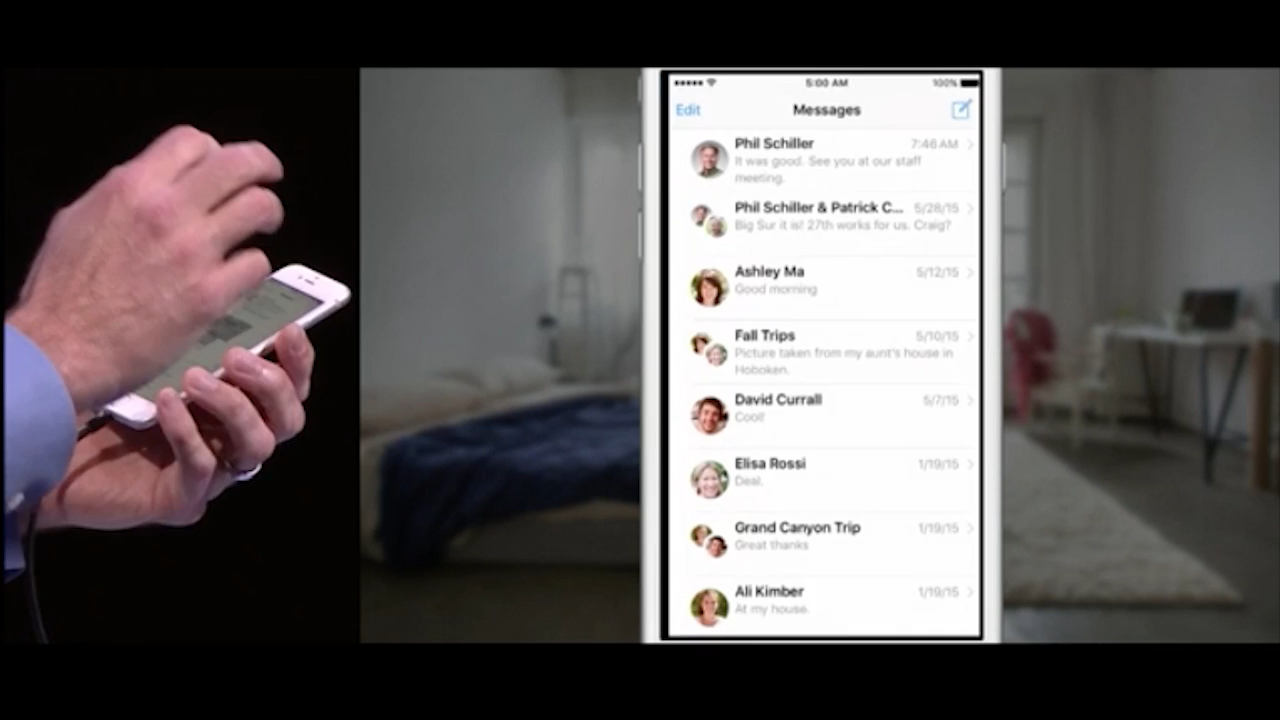 5:00 AM 100%
Edit Messages
Phil Schiller 7:46 AM
It was good. See you at our staff
meeting.
Phil Schiller & Patrick C... 5/28/15
Big Sur it is! 27th works for us. Craig?
Ashley Ma 5/12/15
Good morning
Fall Trips 5/10/15
Picture taken from my aunt's house in
Hoboken.
David Currall 5/7/15
Cool!
Elisa Rossi 1/19/15
Deal.
Grand Canyon Trip 1/19/15
Great thanks
Ali Kimber 1/19/15
At my house.